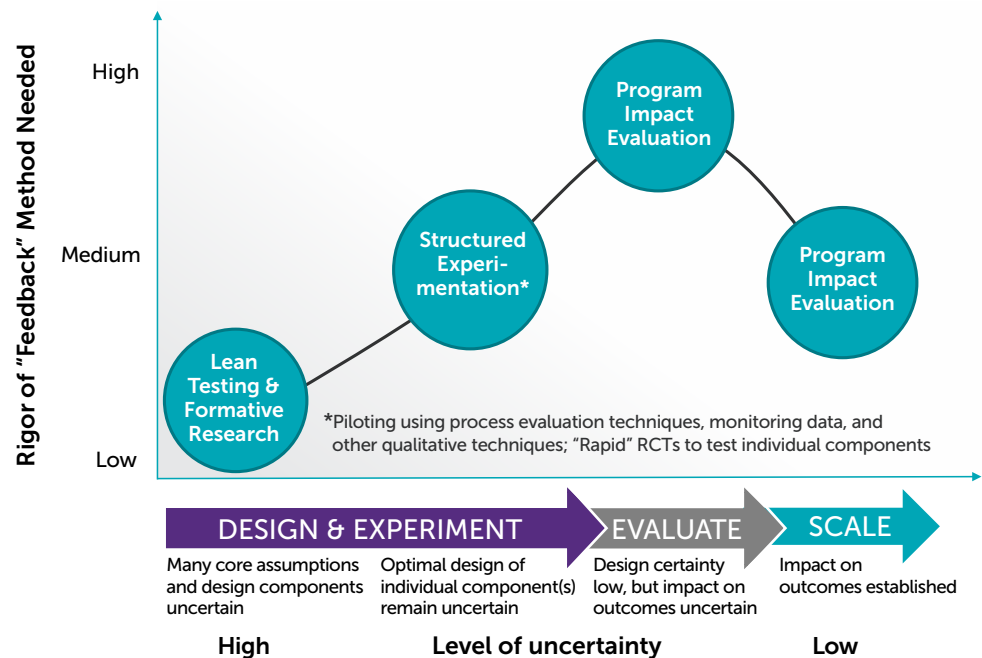 Rigor of "Feedback" Method Needed
High
Medium
Low
Program
Impact
Evaluation
Structured
Experi-
mentation*
Program
Impact
Evaluation
Lean
Testing &
Formative
Research
*Piloting using process evaluation techniques, monitoring data, and
other qualitative techniques; “Rapid” RCTs to test individual components
DESIGN & EXPERIMENT
EVALUATE
SCALE
Many core assumptions
and design components
uncertain
Optimal design of
individual component(s)
remain uncertain
Design certainty
low, but impact on
outcomes uncertain
Impact on
outcomes established
High
Level of uncertainty
Low